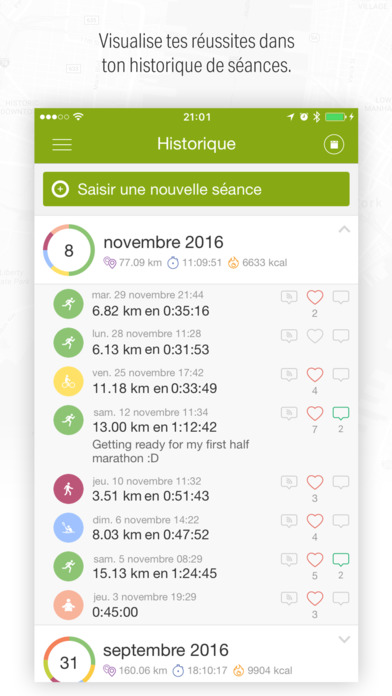 Visualise tes réussites dans
ton historique de séances.
21:01
Historique
Saisir une nouvelle séance
8
novembre 2016
77.09 km 11:09:51 6633 kcal
mar. 29 novembre 21:44
6.82 km en 0:35:16
2
lun. 28 novembre 11:28
6.13 km en 0:31:53
ven. 25 novembre 17:42
11.18 km en 0:33:49
4
sam. 12 novembre 11:34
13.00 km en 1:12:42
7 2
Getting ready for my first half
marathon :D
jeu. 10 novembre 11:32
3.51 km en 0:51:43
3
dim. 6 novembre 14:22
8.03 km en 0:47:52
4
sam. 5 novembre 08:29
15.13 km en 1:24:45
5 2
jeu. 3 novembre 19:29
0:45:00
3
31
septembre 2016
160.06 km 18:10:17 9904 kcal